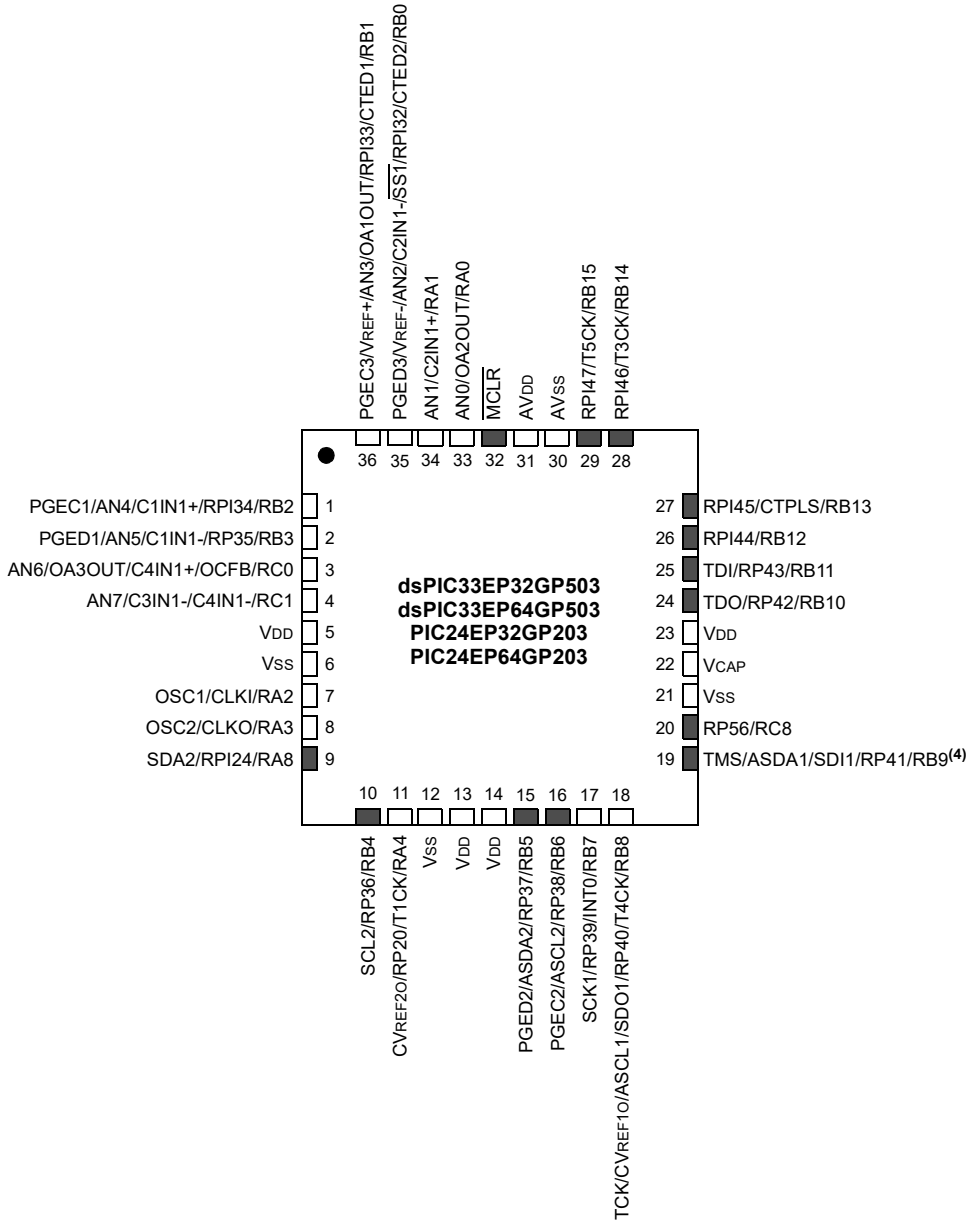 PGEC3/VREF+/AN3/OA1OUT/RPI33/CTED1/RB1
PGED3/VREF-/AN2/C2IN1-/SS1/RPI32/CTED2/RB0
AN1/C2IN1+/RA1
AN0/OA2OUT/RA0
MCLR
AVDD
AVSS
RPI47/T5CK/RB15
RPI46/T3CK/RB14
36 35 34 33 32 31 30 29 28
PGEC1/AN4/C1IN1+/RPI34/RB2 1
PGED1/AN5/C1IN1-/RP35/RB3 2
AN6/OA3OUT/C4IN1+/OCFB/RC0 3
AN7/C3IN1-/C4IN1-/RC1 4
VDD 5
VSS 6
OSC1/CLKI/RA2 7
OSC2/CLKO/RA3 8
SDA2/RPI24/RA8 9
dsPIC33EP32GP503
dsPIC33EP64GP503
PIC24EP32GP203
PIC24EP64GP203
27 RPI45/CTPLS/RB13
26 RPI44/RB12
25 TDI/RP43/RB11
24 TDO/RP42/RB10
23 VDD
22 VCAP
21 VSS
20 RP56/RC8
19 TMS/ASDA1/SDI1/RP41/RB9(4)
10 11 12 13 14 15 16 17 18
SCL2/RP36/RB4
CVREF2O/RP20/T1CK/RA4
VSS
VDD
VDD
PGED2/ASDA2/RP37/RB5
PGEC2/ASCL2/RP38/RB6
SCK1/RP39/INT0/RB7
TCK/CVREF1O/ASCL1/SDO1/RP40/T4CK/RB8